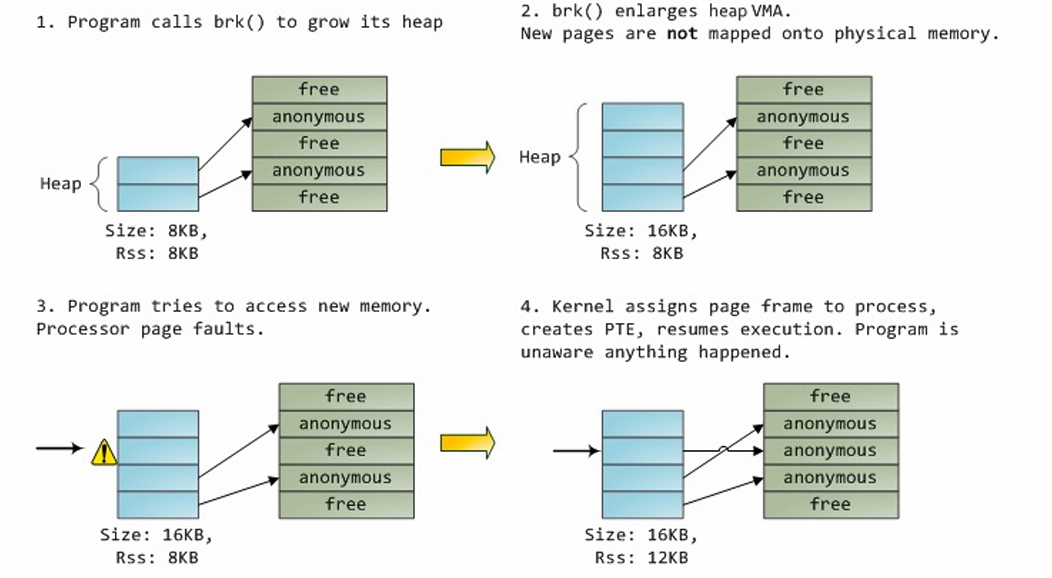 1. Program calls brk() to grow its heap
free
anonymous
free
anonymous
free
Heap
Size: 8KB,
Rss: 8KB
2. brk() enlarges heap VMA.
New pages are not mapped onto physical memory.
free
anonymous
free
anonymous
free
Heap
Size: 16KB,
Rss: 8KB
3. Program tries to access new memory.
Processor page faults.
free
anonymous
free
anonymous
free
Size: 16KB,
Rss: 8KB
4. Kernel assigns page frame to process,
creates PTE, resumes execution. Program is
unaware anything happened.
free
anonymous
anonymous
anonymous
free
Size: 16KB,
Rss: 12KB